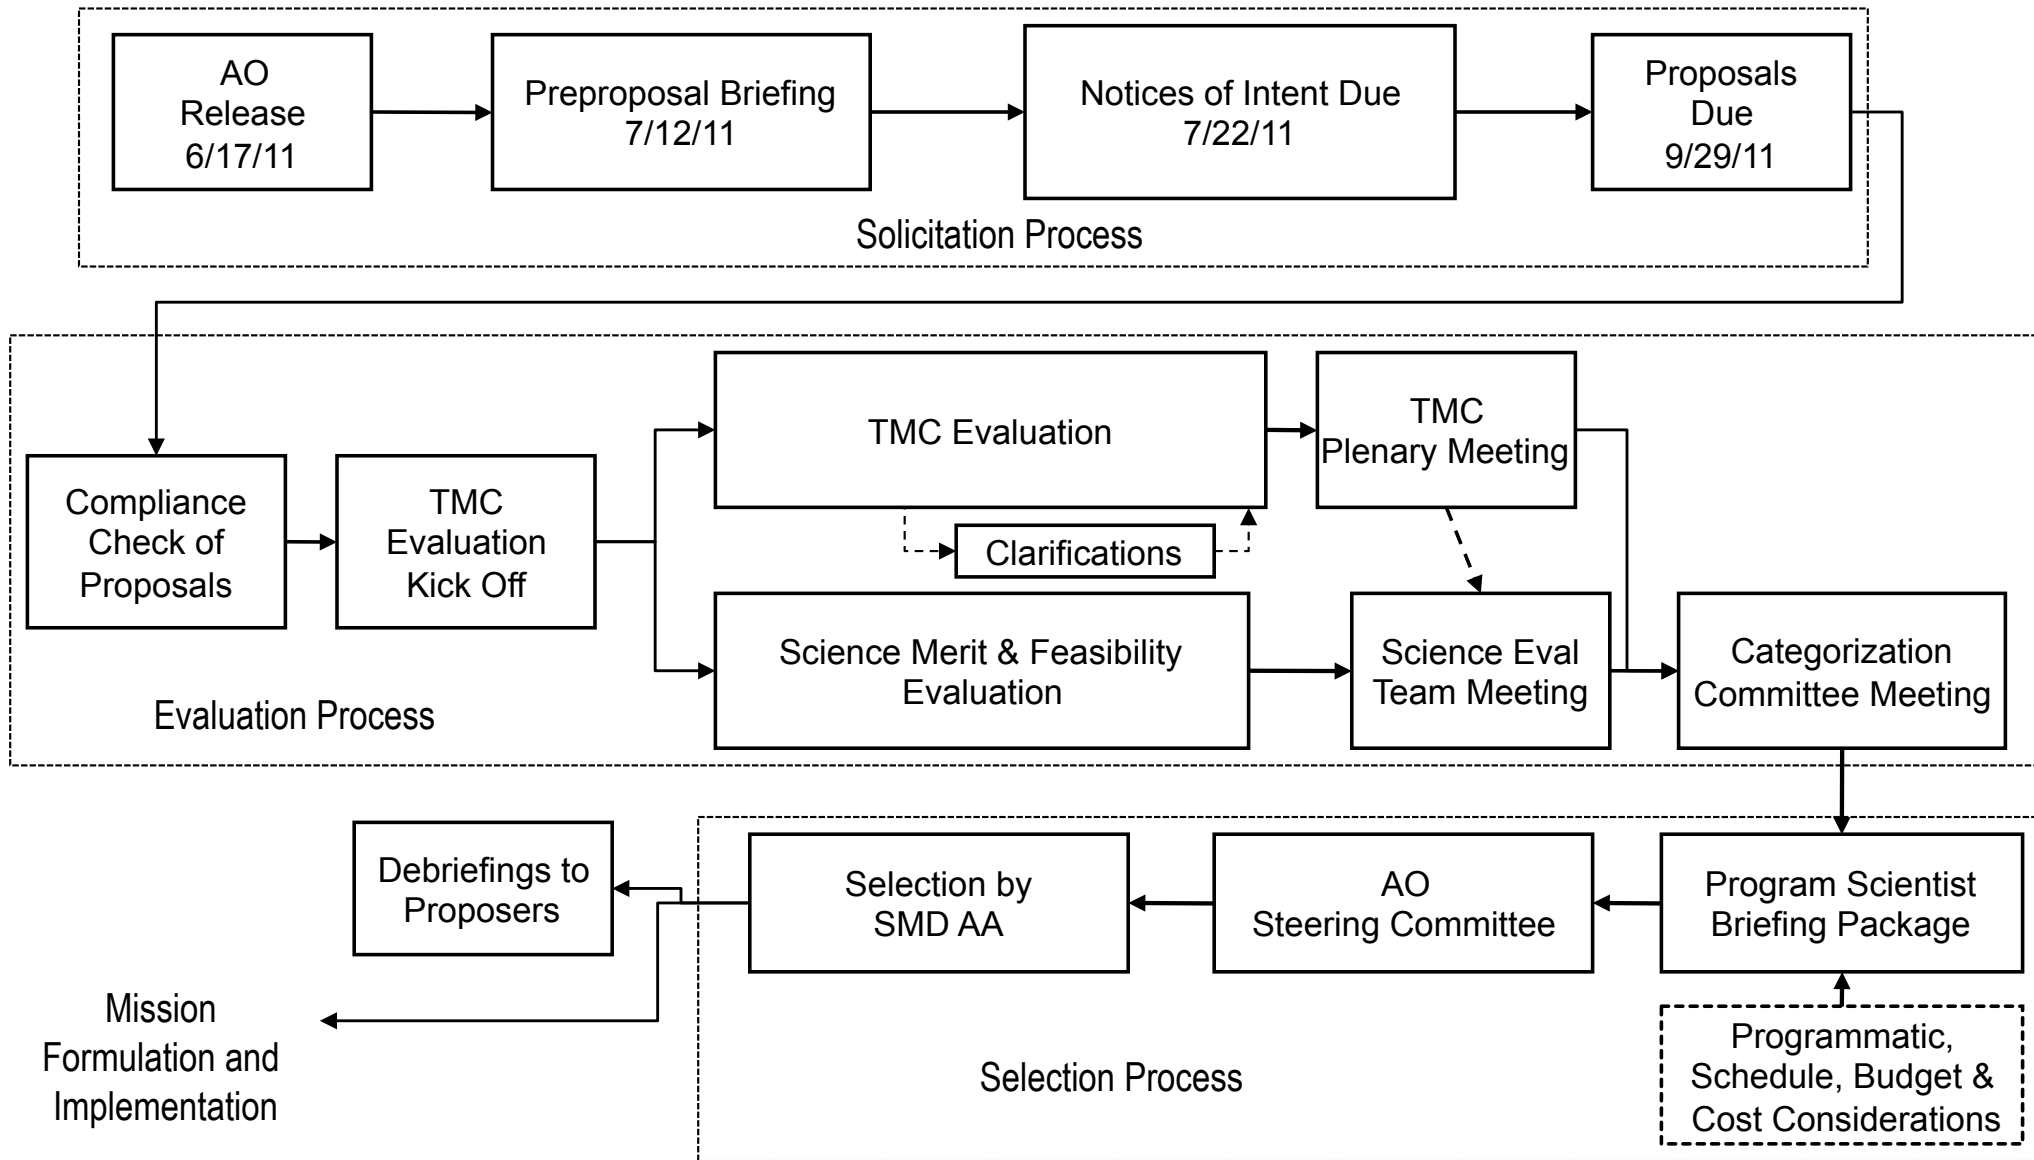 AO
Release
6/17/11
Preproposal Briefing
7/12/11
Notices of Intent Due
7/22/11
Proposals
Due
9/29/11
Solicitation Process
Compliance
Check of
Proposals
TMC
Evaluation
Kick Off
TMC Evaluation
Clarifications
TMC
Plenary Meeting
Science Merit & Feasibility
Evaluation
Science Eval
Team Meeting
Categorization
Committee Meeting
Evaluation Process
Debriefings to
Proposers
Selection by
SMD AA
AO
Steering Committee
Program Scientist
Briefing Package
Mission
Formulation and
Implementation
Selection Process
Programmatic,
Schedule, Budget &
Cost Considerations